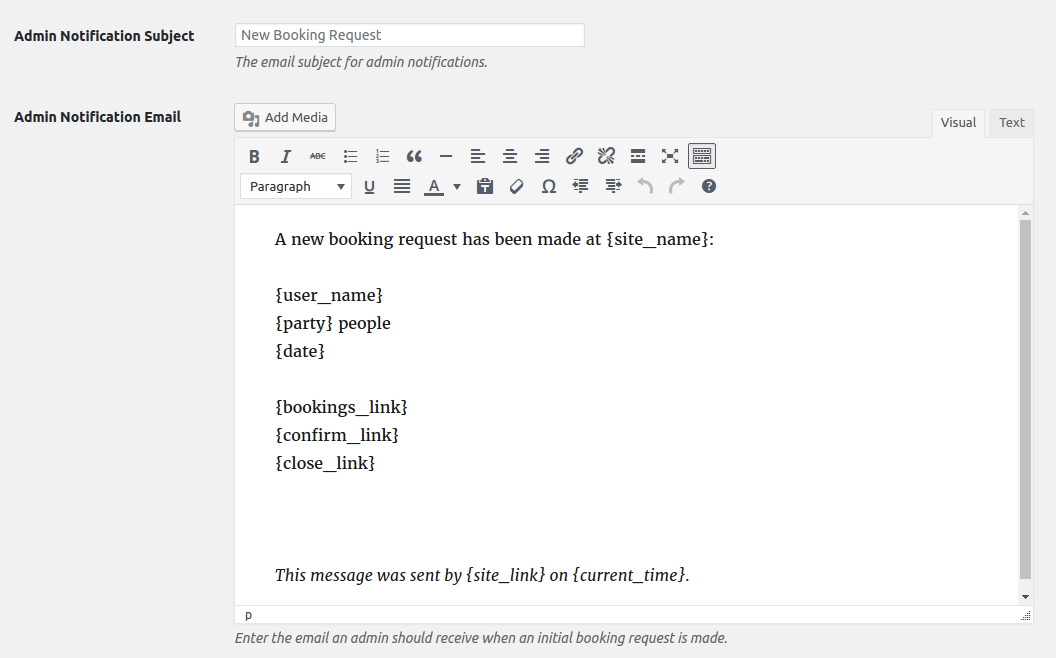 Admin Notification Subject
New Booking Request
The email subject for admin notifications.
Admin Notification Email
Add Media
Visual
Text
B I ABC
Paragraph U A Ω
A new booking request has been made at {site_name}:
{user_name}
{party} people
{date}
{bookings_link}
{confirm_link}
{close_link}
This message was sent by {site_link} on {current_time}.
p
Enter the email an admin should receive when an initial booking request is made.